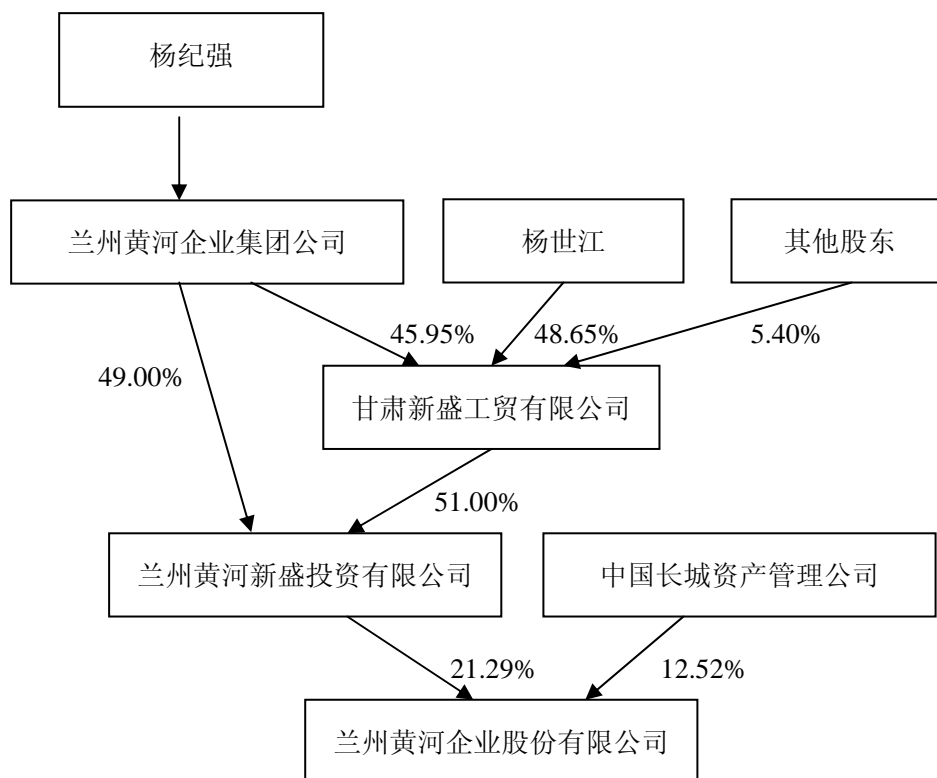 杨纪强
兰州黄河企业集团公司
杨世江
其他股东
45.95%
48.65%
5.40%
49.00%
甘肃新盛工贸有限公司
51.00%
兰州黄河新盛投资有限公司
中国长城资产管理公司
21.29%
12.52%
兰州黄河企业股份有限公司